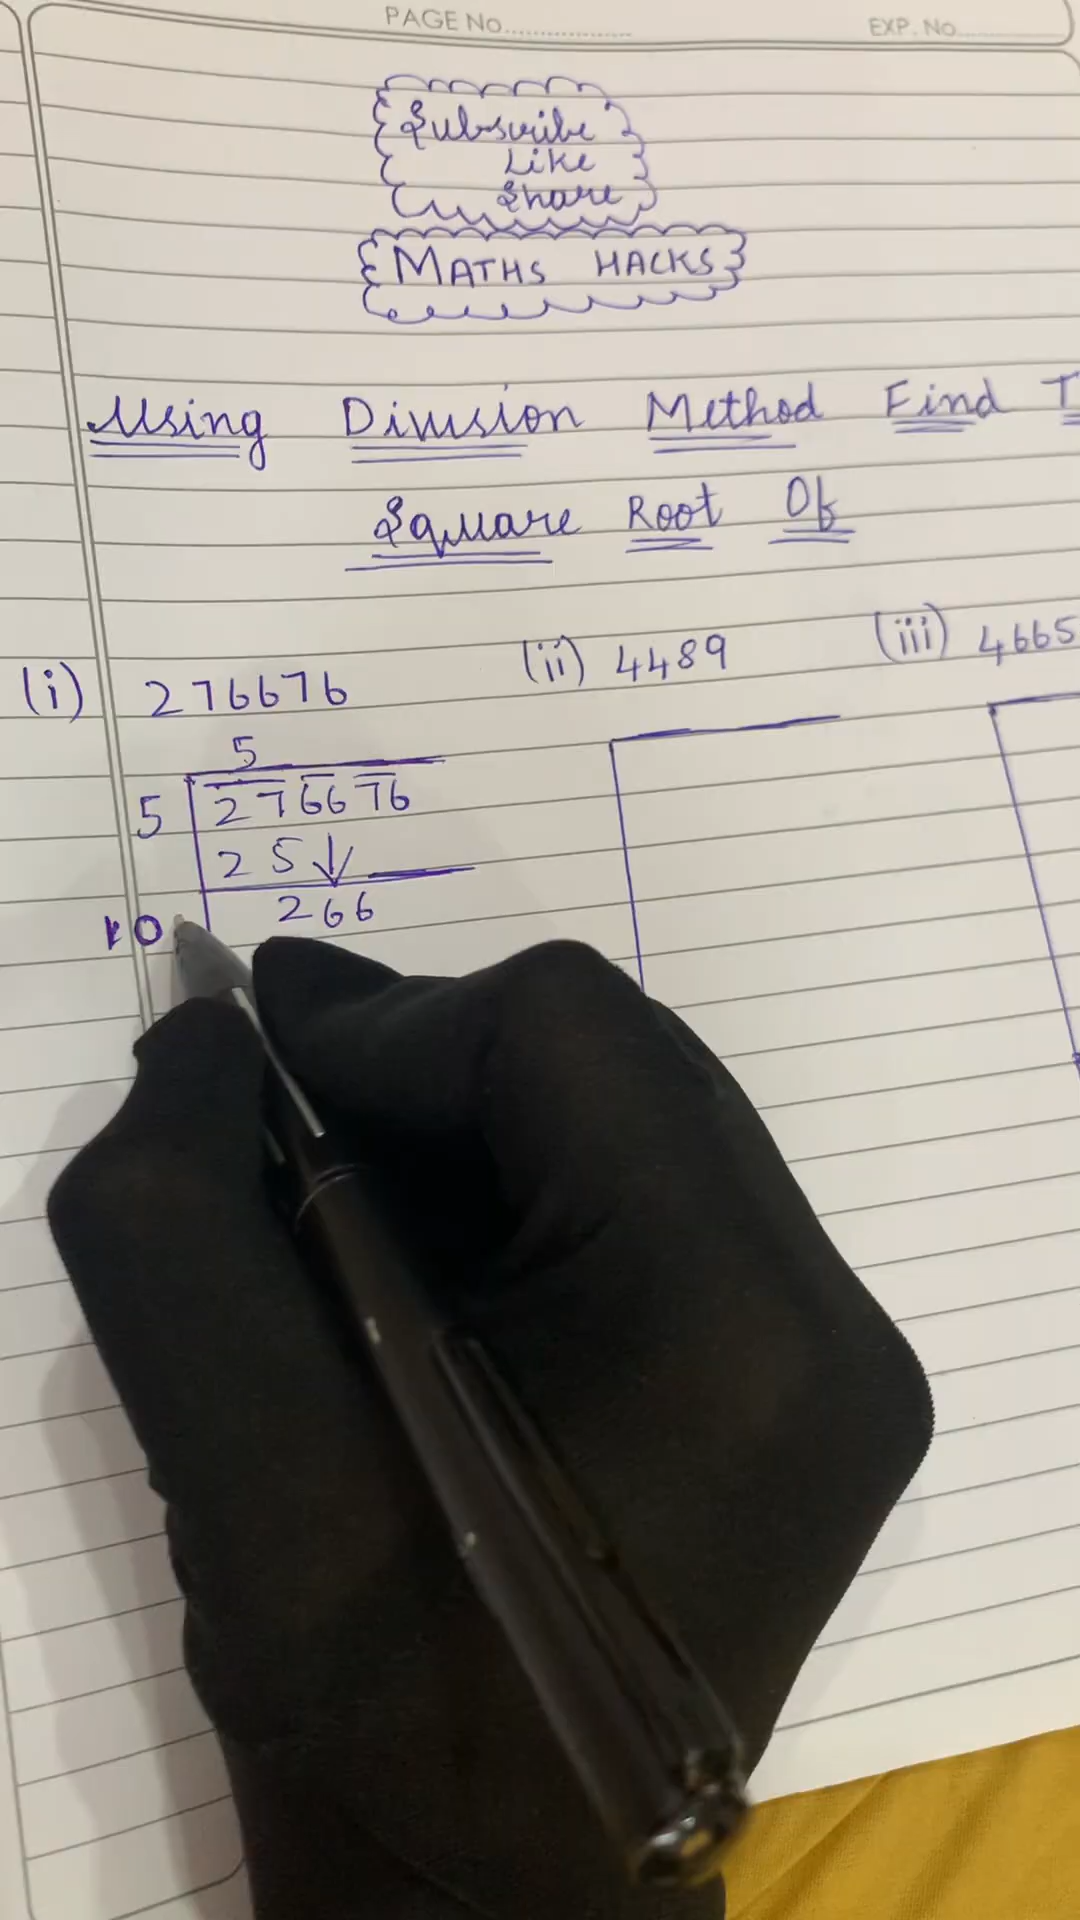 PAGE No.
EXP. No.
Subscribe
Like
Share
MATHS HACKS
Using Division Method Find T
Square Root Of
(i) 276676
(ii) 4489
(iii) 4665
5
5 276676
25
10 266